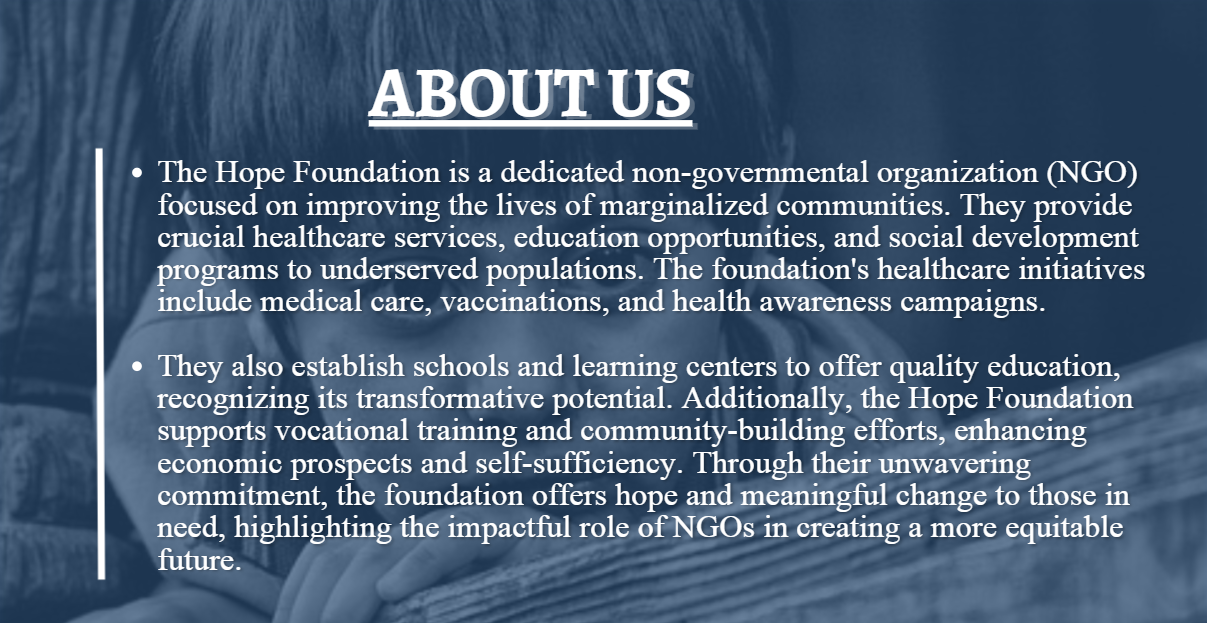 ABOUT US
• The Hope Foundation is a dedicated non-governmental organization (NGO)
focused on improving the lives of marginalized communities. They provide
crucial healthcare services, education opportunities, and social development
programs to underserved populations. The foundation's healthcare initiatives
include medical care, vaccinations, and health awareness campaigns.
• They also establish schools and learning centers to offer quality education,
recognizing its transformative potential. Additionally, the Hope Foundation
supports vocational training and community-building efforts, enhancing
economic prospects and self-sufficiency. Through their unwavering
commitment, the foundation offers hope and meaningful change to those in
need, highlighting the impactful role of NGOs in creating a more equitable
future.